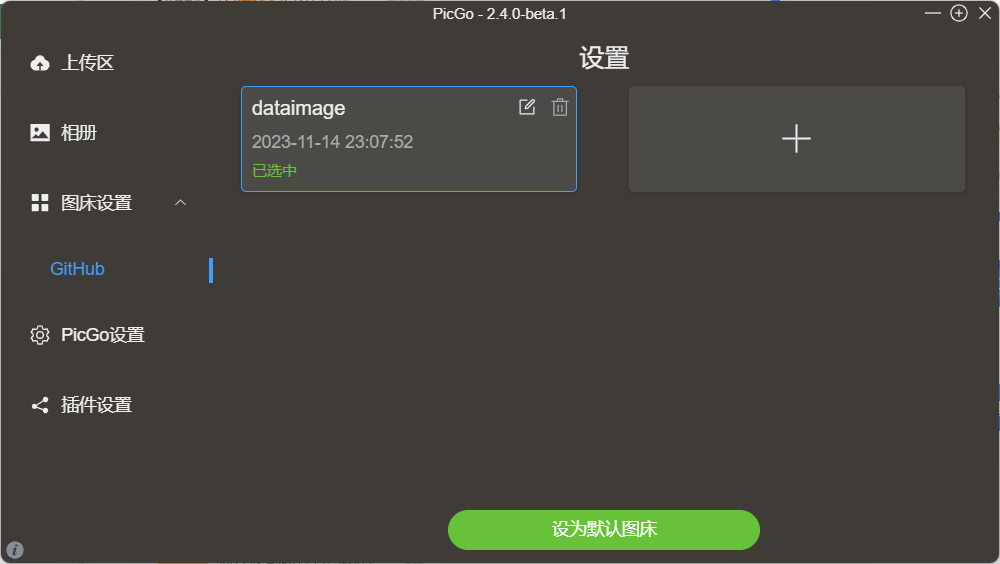 PicGo - 2.4.0-beta.1
上传区
相册
图床设置
GitHub
PicGo设置
插件设置
设置
dataimage
2023-11-14 23:07:52
已选中
设为默认图床